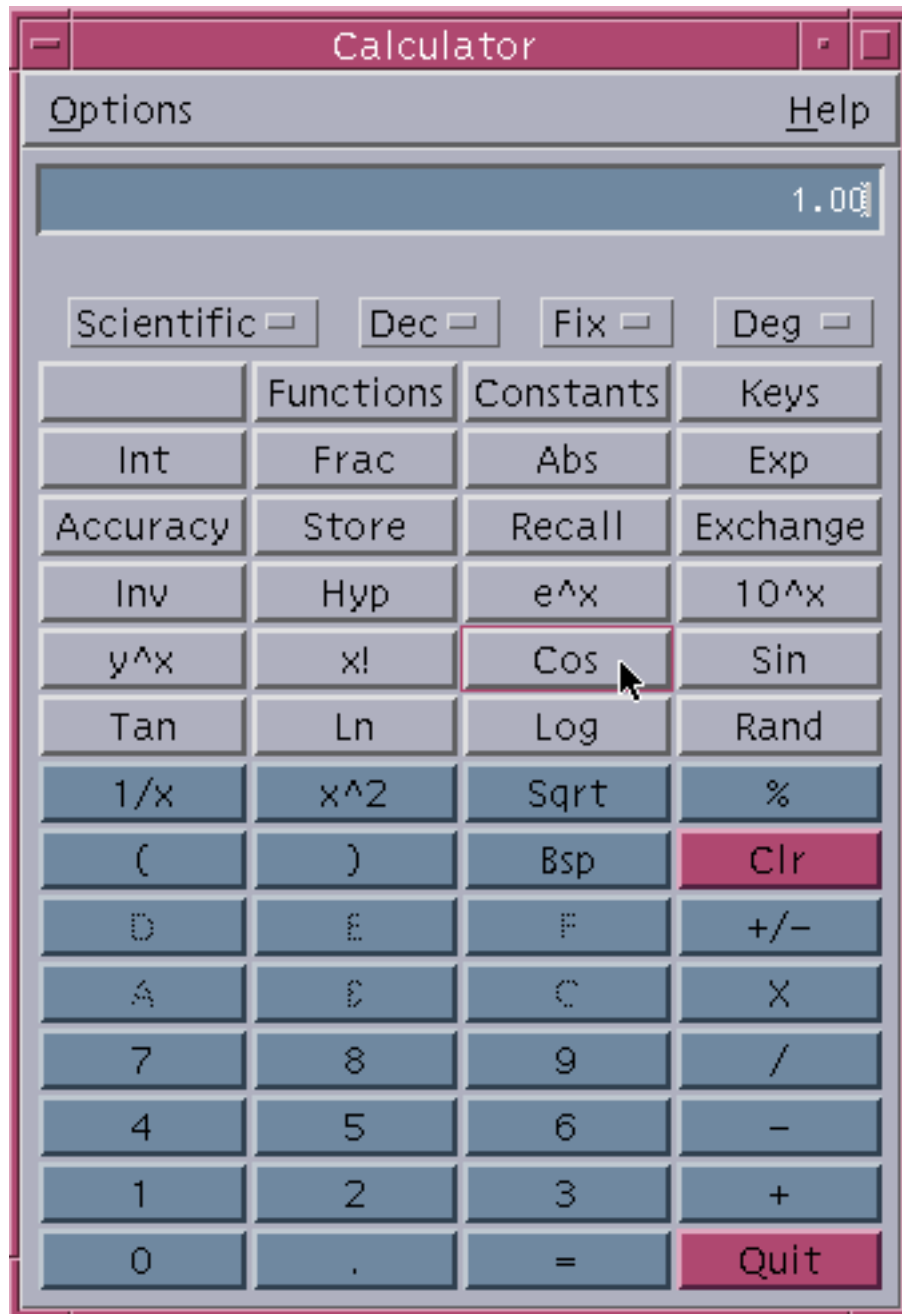 Calculator
Options Help
1.00
Scientific Dec Fix Deg
Functions Constants Keys
Int Frac Abs Exp
Accuracy Store Recall Exchange
Inv Hyp e^x 10^x
y^x x! Cos Sin
Tan Ln Log Rand
1/x x^2 Sqrt %
( ) Bsp Clr
D E F +/-
A B C X
7 8 9 /
4 5 6 -
1 2 3 +
0 . = Quit